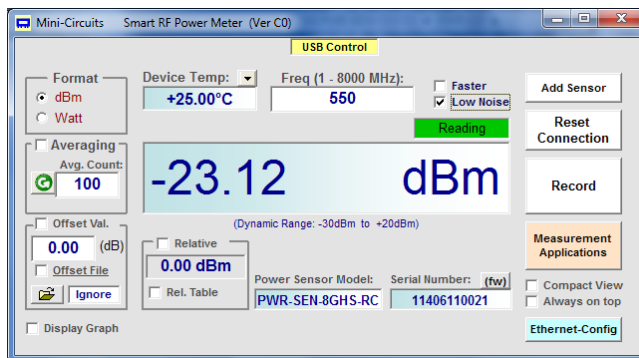 Mini-Circuits Smart RF Power Meter (Ver C0)
USB Control
Format
dBm
Watt
Device Temp:
+25.00°C
Freq (1 - 8000 MHz):
550
Faster
Low Noise
Reading
Add Sensor
Reset
Connection
Record
Measurement
Applications
Compact View
Always on top
Ethernet-Config
Averaging
Avg. Count:
100
-23.12 dBm
(Dynamic Range: -30dBm to +20dBm)
Offset Val.
0.00 (dB)
Offset File
Ignore
Display Graph
Relative
0.00 dBm
Rel. Table
Power Sensor Model:
PWR-SEN-8GHS-RC
Serial Number: (fw)
11406110021